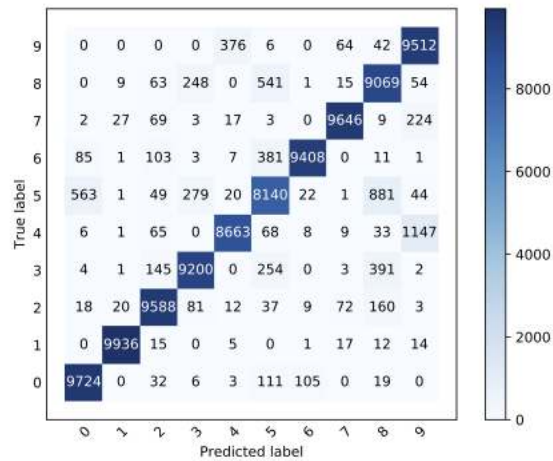 9 0 0 0 0 376 6 0 64 42 9512
8 0 9 63 248 0 541 1 15 9069 54
7 2 27 69 3 17 3 0 9646 9 224
6 85 1 103 3 7 381 9408 0 11 1
5 563 1 49 279 20 8140 22 1 881 44
4 6 1 65 0 8663 68 8 9 33 1147
3 4 1 145 9200 0 254 0 3 391 2
2 18 20 9588 81 12 37 9 72 160 3
1 0 9936 15 0 5 0 1 17 12 14
0 9724 0 32 6 3 111 105 0 19 0
0 1 2 3 4 5 6 7 8 9
Predicted label
True label
8000
6000
4000
2000
0